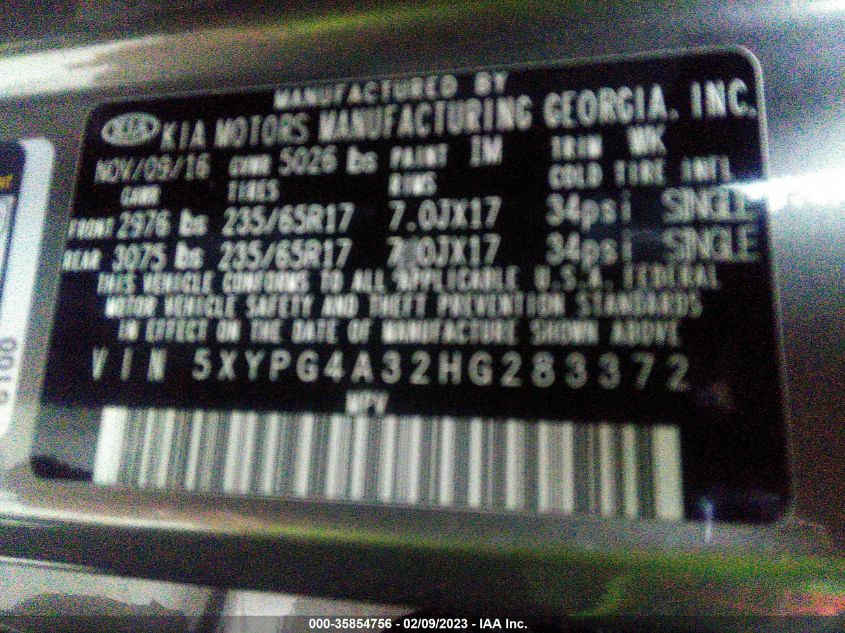 MANUFACTURED BY
KIA KIA MOTORS MANUFACTURING GEORGIA, INC.
NOV/09/16 GVWR 5026 lbs PAINT IM TRIM WK
GAWR TIRES RIMS COLD TIRE INFL
FRONT 2976 lbs 235/65R17 7.0JX17 34psi SINGLE
REAR 3075 lbs 235/65R17 7.0JX17 34psi SINGLE
THIS VEHICLE CONFORMS TO ALL APPLICABLE U.S.A. FEDERAL
MOTOR VEHICLE SAFETY AND THEFT PREVENTION STANDARDS
IN EFFECT ON THE DATE OF MANUFACTURE SHOWN ABOVE
VIN 5XYPG4A32HG283372
MPV
000-35854756 - 02/09/2023 - IAA Inc.